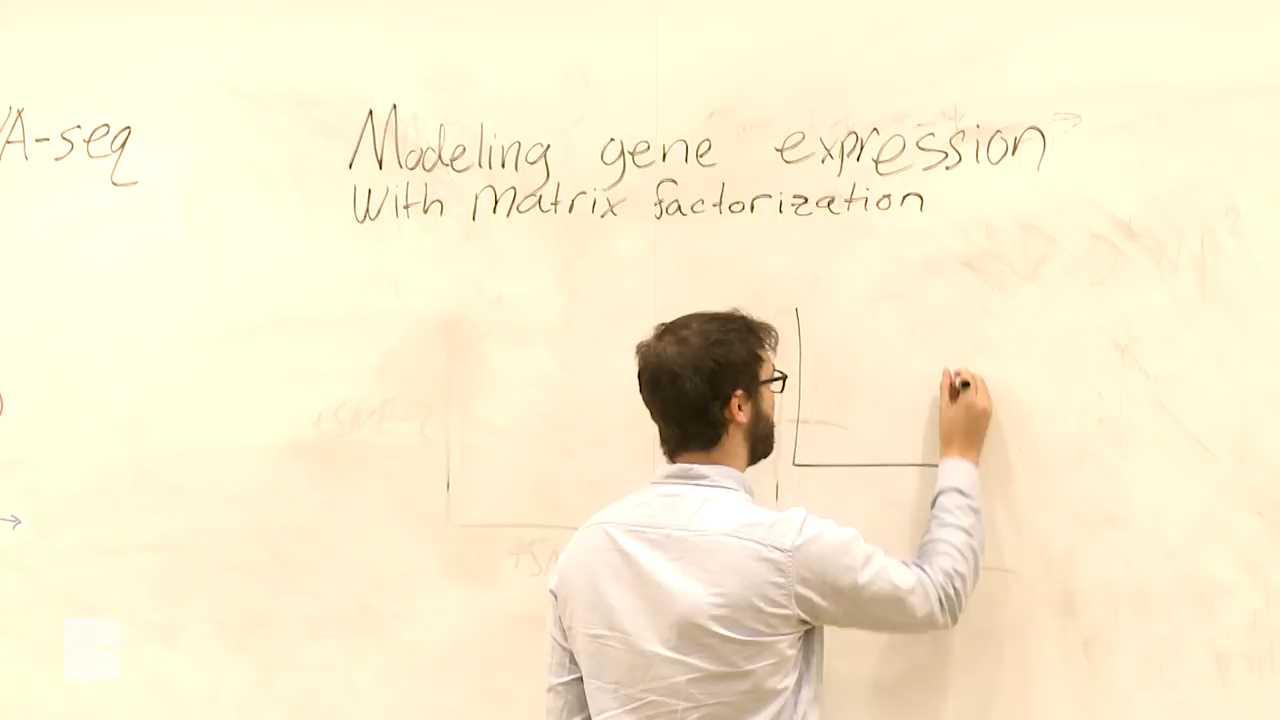 A-seq
Modeling gene expression
With Matrix factorization